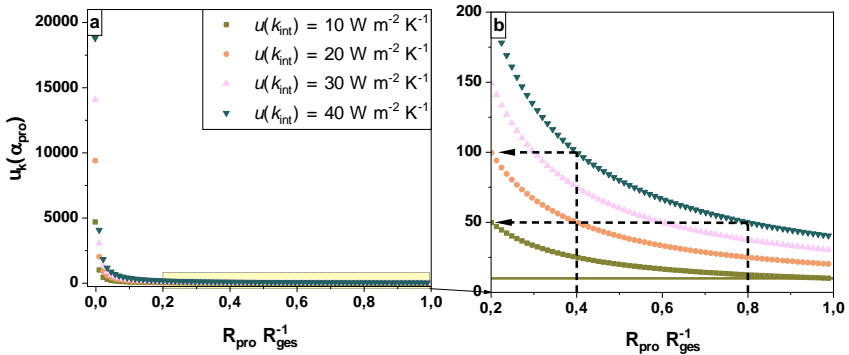 a
20000
15000
10000
5000
0
u_k(α_pro)
u(k_int) = 10 W m^-2 K^-1
u(k_int) = 20 W m^-2 K^-1
u(k_int) = 30 W m^-2 K^-1
u(k_int) = 40 W m^-2 K^-1
0,0 0,2 0,4 0,6 0,8 1,0
R_pro R_ges^-1
b
200
150
100
50
0
0,2 0,4 0,6 0,8 1,0
R_pro R_ges^-1